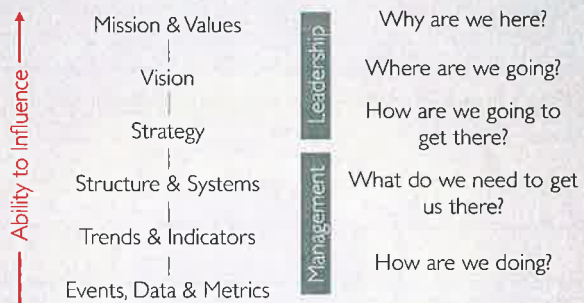 Ability to Influence
Mission & Values
Vision
Strategy
Structure & Systems
Trends & Indicators
Events, Data & Metrics
Leadership
Management
Why are we here?
Where are we going?
How are we going to
get there?
What do we need to get
us there?
How are we doing?